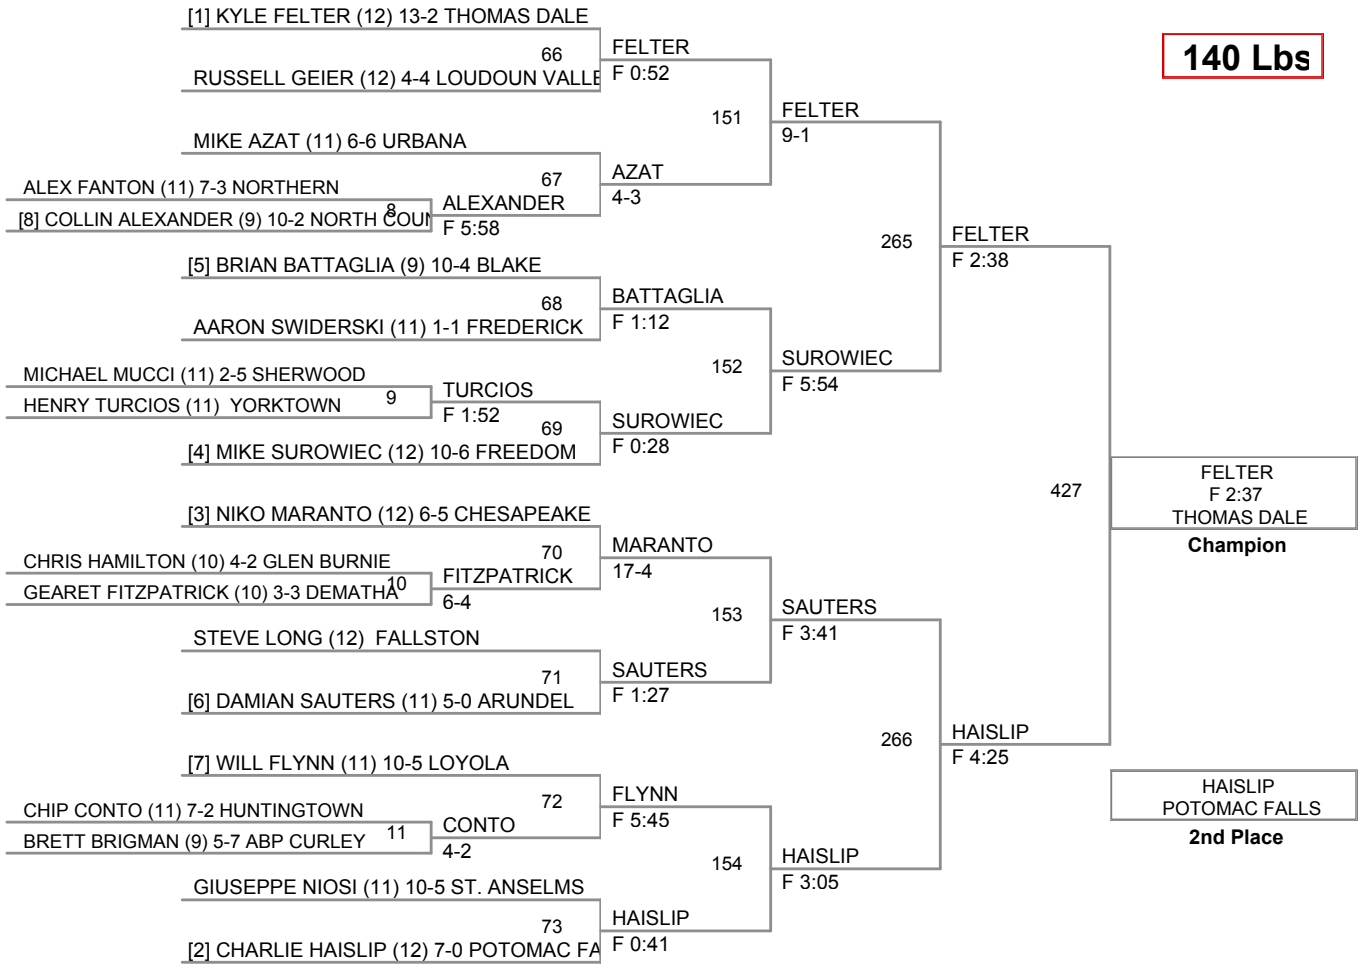 [1] KYLE FELTER (12) 13-2 THOMAS DALE
140 Lbs
66
FELTER
RUSSELL GEIER (12) 4-4 LOUDOUN VALLE
F 0:52
151
FELTER
9-1
MIKE AZAT (11) 6-6 URBANA
67
AZAT
4-3
ALEX FANTON (11) 7-3 NORTHERN
8
ALEXANDER
[8] COLLIN ALEXANDER (9) 10-2 NORTH COUN
F 5:58
265
FELTER
F 2:38
[5] BRIAN BATTAGLIA (9) 10-4 BLAKE
68
BATTAGLIA
AARON SWIDERSKI (11) 1-1 FREDERICK
F 1:12
152
SUROWIEC
F 5:54
MICHAEL MUCCI (11) 2-5 SHERWOOD
9
TURCIOS
HENRY TURCIOS (11)  YORKTOWN
F 1:52
69
SUROWIEC
[4] MIKE SUROWIEC (12) 10-6 FREEDOM
F 0:28
427
FELTER
F 2:37
THOMAS DALE
Champion
[3] NIKO MARANTO (12) 6-5 CHESAPEAKE
70
MARANTO
17-4
CHRIS HAMILTON (10) 4-2 GLEN BURNIE
10
FITZPATRICK
GEARET FITZPATRICK (10) 3-3 DEMATHA
6-4
153
SAUTERS
F 3:41
STEVE LONG (12)  FALLSTON
71
SAUTERS
[6] DAMIAN SAUTERS (11) 5-0 ARUNDEL
F 1:27
266
HAISLIP
F 4:25
[7] WILL FLYNN (11) 10-5 LOYOLA
72
FLYNN
F 5:45
CHIP CONTO (11) 7-2 HUNTINGTOWN
11
CONTO
BRETT BRIGMAN (9) 5-7 ABP CURLEY
4-2
154
HAISLIP
F 3:05
GIUSEPPE NIOSI (11) 10-5 ST. ANSELMS
73
HAISLIP
[2] CHARLIE HAISLIP (12) 7-0 POTOMAC FA
F 0:41
HAISLIP
POTOMAC FALLS
2nd Place